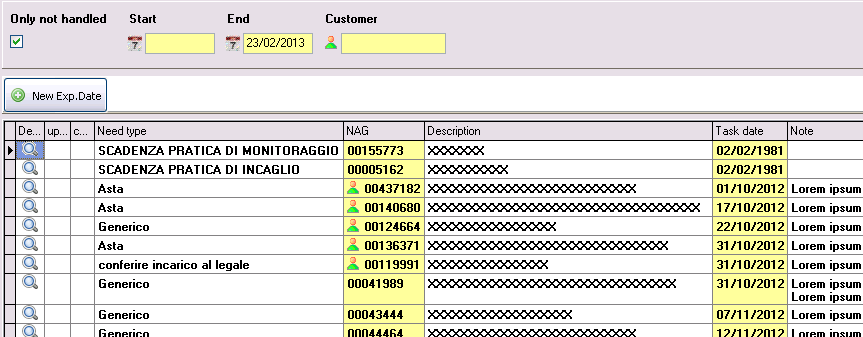 Only not handled Start End Customer
23/02/2013
New Exp.Date
De... up... c... Need type NAG Description Task date Note
SCADENZA PRATICA DI MONITORAGGIO 00155773 XXXXXXX 02/02/1981
SCADENZA PRATICA DI INCAGLIO 00005162 XXXXXXXXXX 02/02/1981
Asta 00437182 XXXXXXXXXXXXXXXXXXXXXXXXXX 01/10/2012 Lorem ipsum
Asta 00140680 XXXXXXXXXXXXXXXXXXXXXXXXXXXXXXXXXX 17/10/2012 Lorem ipsum
Generico 00124664 XXXXXXXXXXXXXXXX 22/10/2012 Lorem ipsum
Asta 00136371 XXXXXXXXXXXXXXXXXXXXXXXXXXXXXX 31/10/2012 Lorem ipsum
conferire incarico al legale 00119991 XXXXXXXXXXXXXXX 31/10/2012 Lorem ipsum
Generico 00041989 XXXXXXXXXXXXXXXXXXXXXXXXXXXXXXX 31/10/2012 Lorem ipsum
Lorem ipsum
Generico 00043444 XXXXXXXXXXXXXXXXXX 07/11/2012 Lorem ipsum
Generico 00044464 XXXXXXXXXXXXXXXXXXXXXXXXXX 12/11/2012 Lorem ipsum